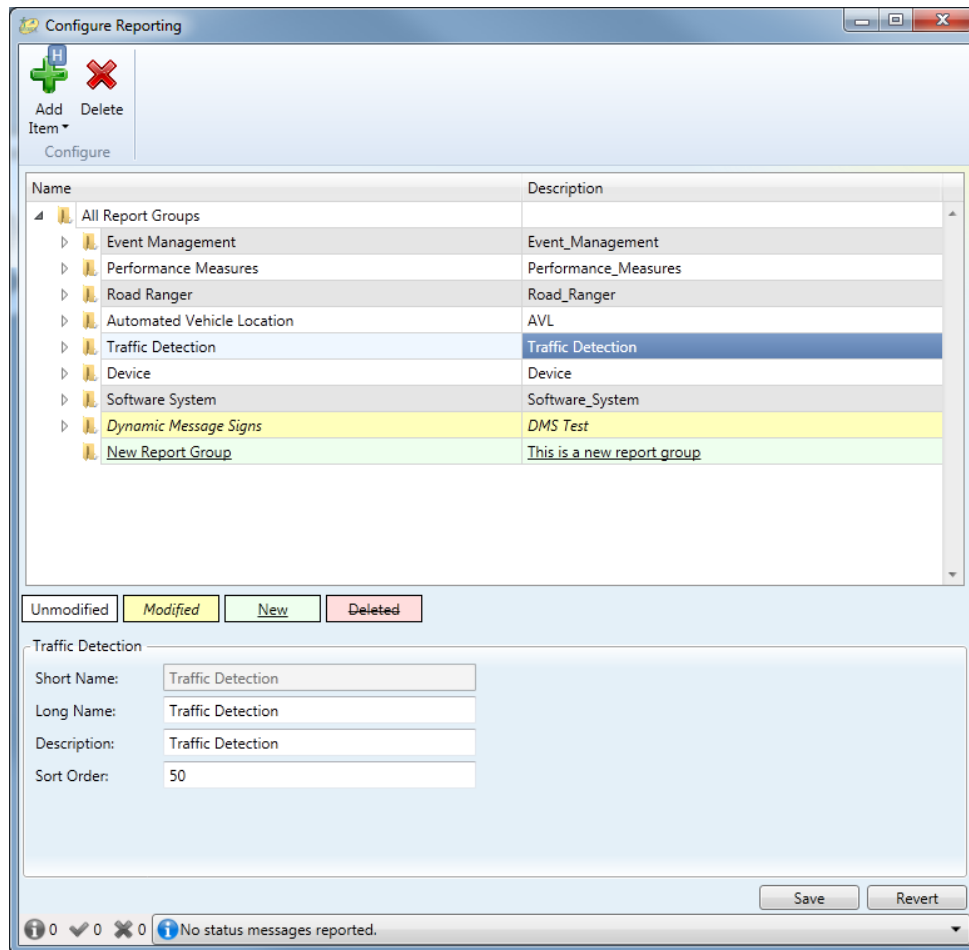 Configure Reporting
H
Add Item
Delete
Configure
Name Description
All Report Groups
Event Management Event_Management
Performance Measures Performance_Measures
Road Ranger Road_Ranger
Automated Vehicle Location AVL
Traffic Detection Traffic Detection
Device Device
Software System Software_System
Dynamic Message Signs DMS Test
New Report Group This is a new report group
Unmodified Modified New Deleted
Traffic Detection
Short Name: Traffic Detection
Long Name: Traffic Detection
Description: Traffic Detection
Sort Order: 50
Save Revert
0 0 0 No status messages reported.